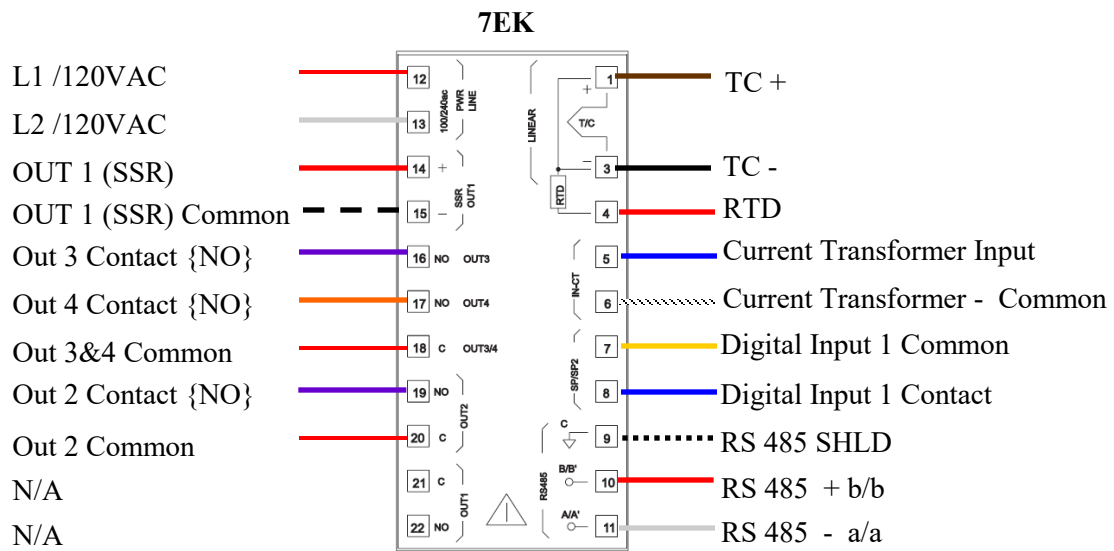 7EK
L1 /120VAC
L2 /120VAC
OUT 1 (SSR)
OUT 1 (SSR) Common
Out 3 Contact {NO}
Out 4 Contact {NO}
Out 3&4 Common
Out 2 Contact {NO}
Out 2 Common
N/A
N/A
12
13
100/240ac
PWR
LINE
14 +
15 −
SSR
OUT1
16 NO OUT3
17 NO OUT4
18 C OUT3/4
19 NO
20 C
OUT2
21 C
22 NO
OUT1
LINEAR
+
T/C
−
RTD
1
3
4
IN-CT
5
6
SP/SP2
7
8
RS485
C
9
B/B'
10
A/A'
11
TC +
TC -
RTD
Current Transformer Input
Current Transformer - Common
Digital Input 1 Common
Digital Input 1 Contact
RS 485 SHLD
RS 485 + b/b
RS 485 - a/a